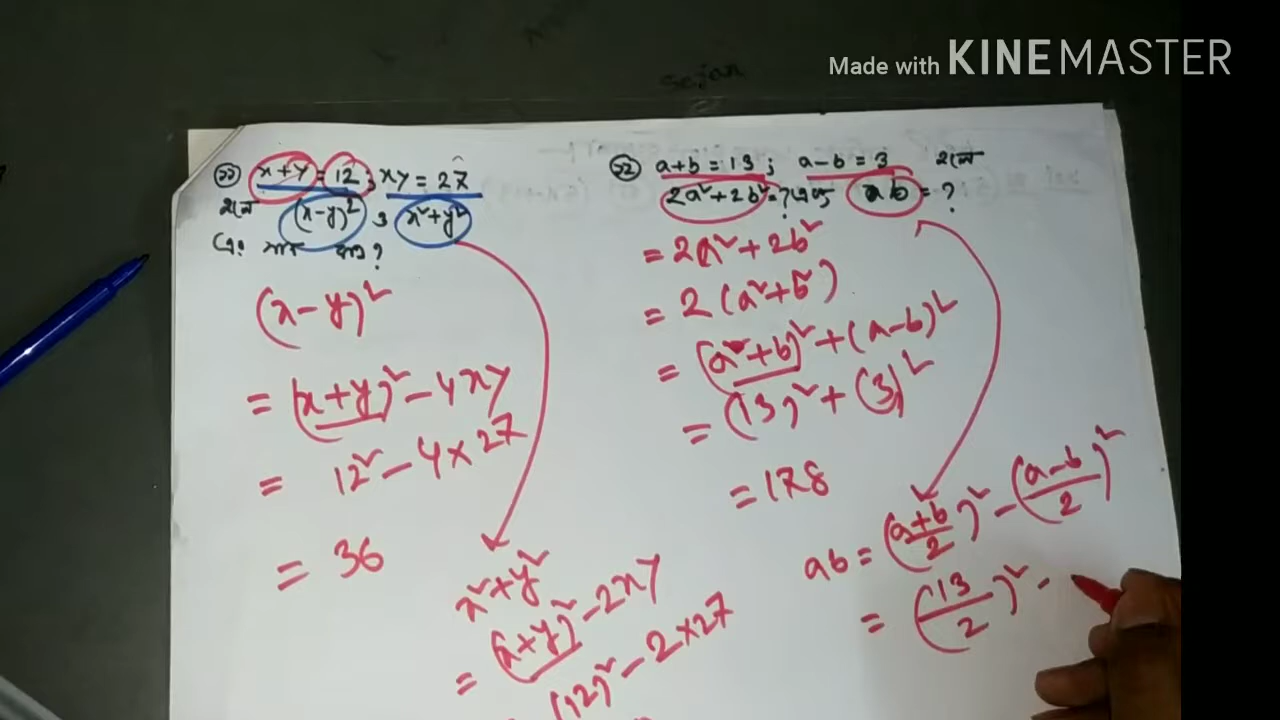 Made with KINEMASTER
১১ x+y = 12 ; xy = 27
হলে (x-y)² ও x²+y²
এর মান কত?
(x-y)²
= (x+y)² - 4xy
= 12² - 4×27
= 36
x²+y²
= (x+y)² - 2xy
(12)² - 2×27
১২ a+b = 13; a-b = 3 হলে
2a²+2b² = ? এবং ab = ?
= 2a²+2b²
= 2(a²+b²)
= (a+b)²+(a-b)²
= (13)²+(3)²
= 178
ab = (a+b/2)² - (a-b/2)²
= (13/2)² -